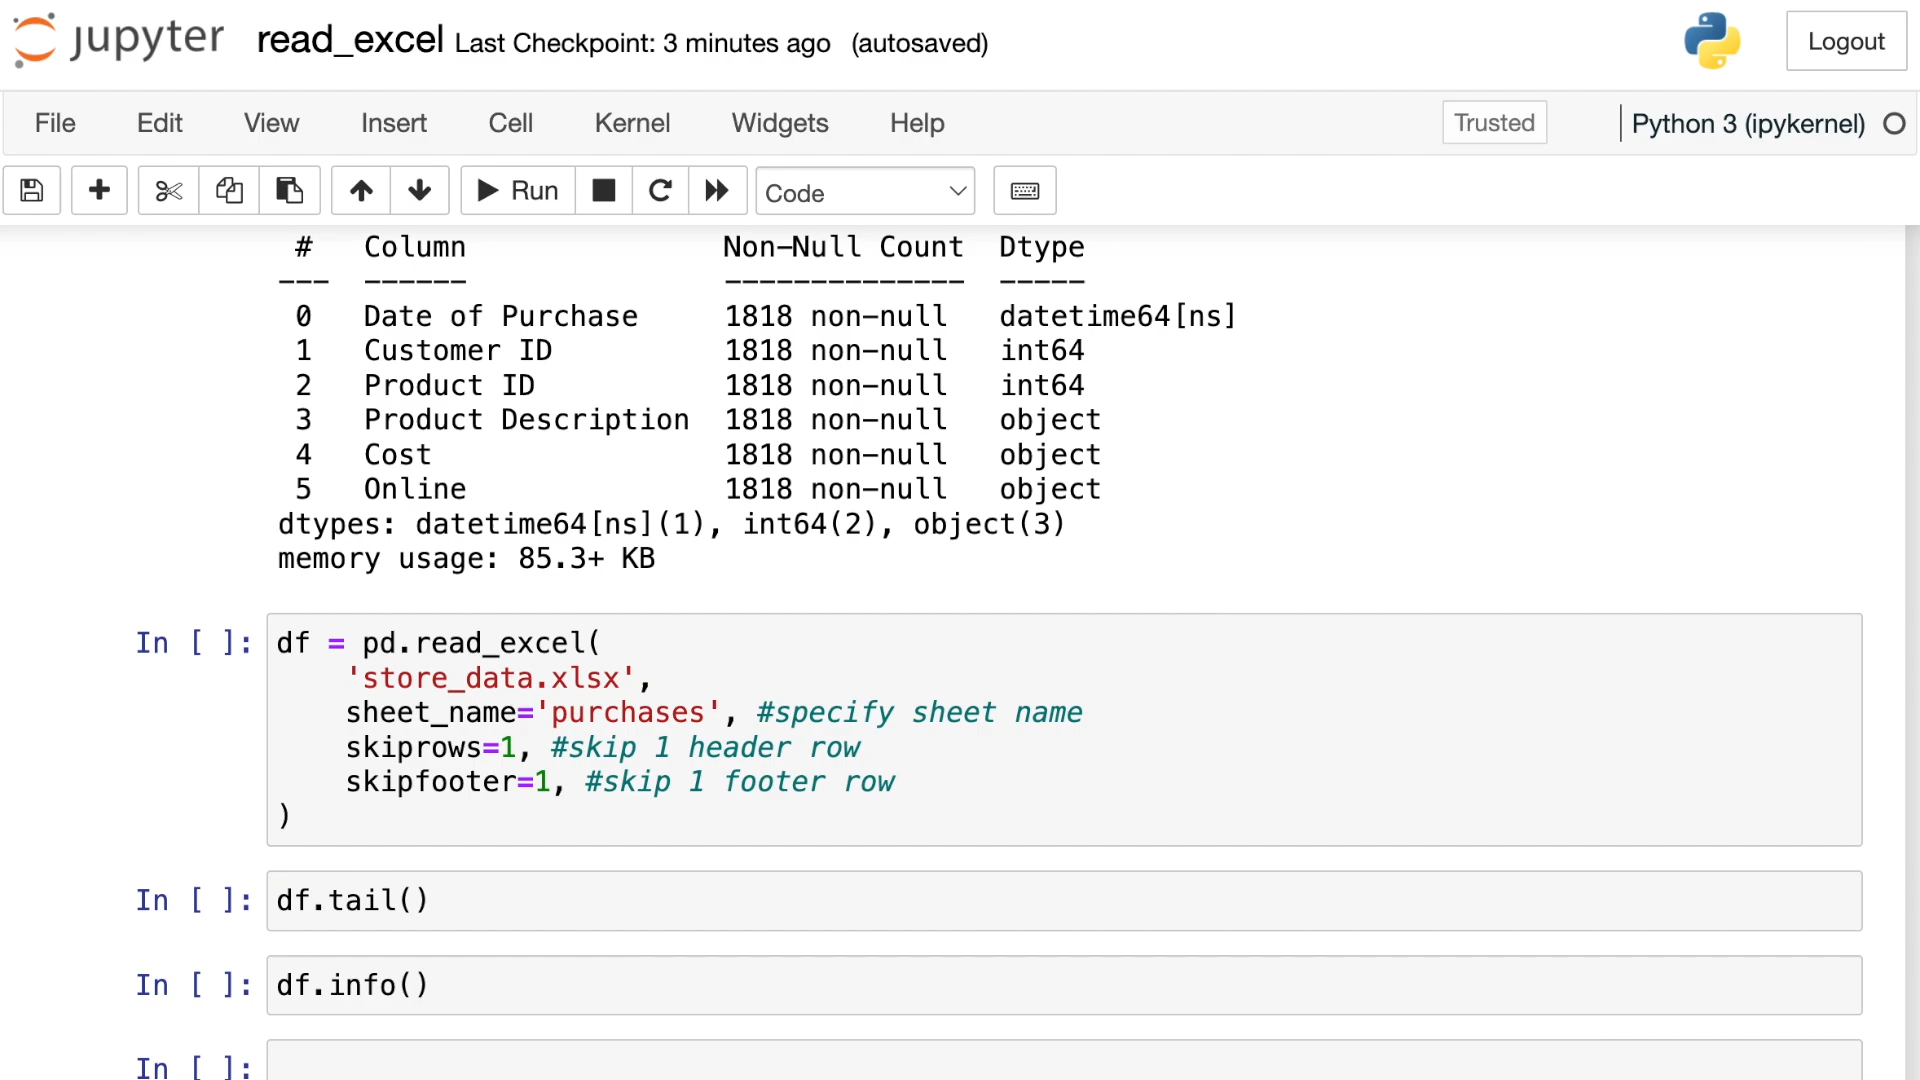 jupyter read_excel Last Checkpoint: 3 minutes ago (autosaved) Logout
File Edit View Insert Cell Kernel Widgets Help Trusted Python 3 (ipykernel)
Run Code
# Column Non-Null Count Dtype
--- ------ -------------- -----
0 Date of Purchase 1818 non-null datetime64[ns]
1 Customer ID 1818 non-null int64
2 Product ID 1818 non-null int64
3 Product Description 1818 non-null object
4 Cost 1818 non-null object
5 Online 1818 non-null object
dtypes: datetime64[ns](1), int64(2), object(3)
memory usage: 85.3+ KB
In [ ]: df = pd.read_excel(
'store_data.xlsx',
sheet_name='purchases', #specify sheet name
skiprows=1, #skip 1 header row
skipfooter=1, #skip 1 footer row
)
In [ ]: df.tail()
In [ ]: df.info()
In [ ]: